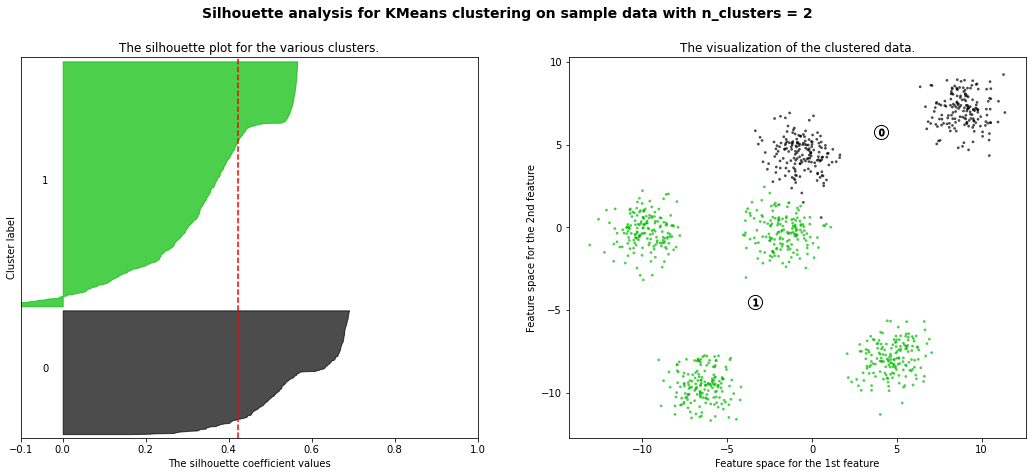 Silhouette analysis for KMeans clustering on sample data with n_clusters = 2
The silhouette plot for the various clusters.
Cluster label
1
0
−0.1 0.0 0.2 0.4 0.6 0.8 1.0
The silhouette coefficient values
The visualization of the clustered data.
Feature space for the 2nd feature
10
5
0
−5
−10
0
1
−10 −5 0 5 10
Feature space for the 1st feature